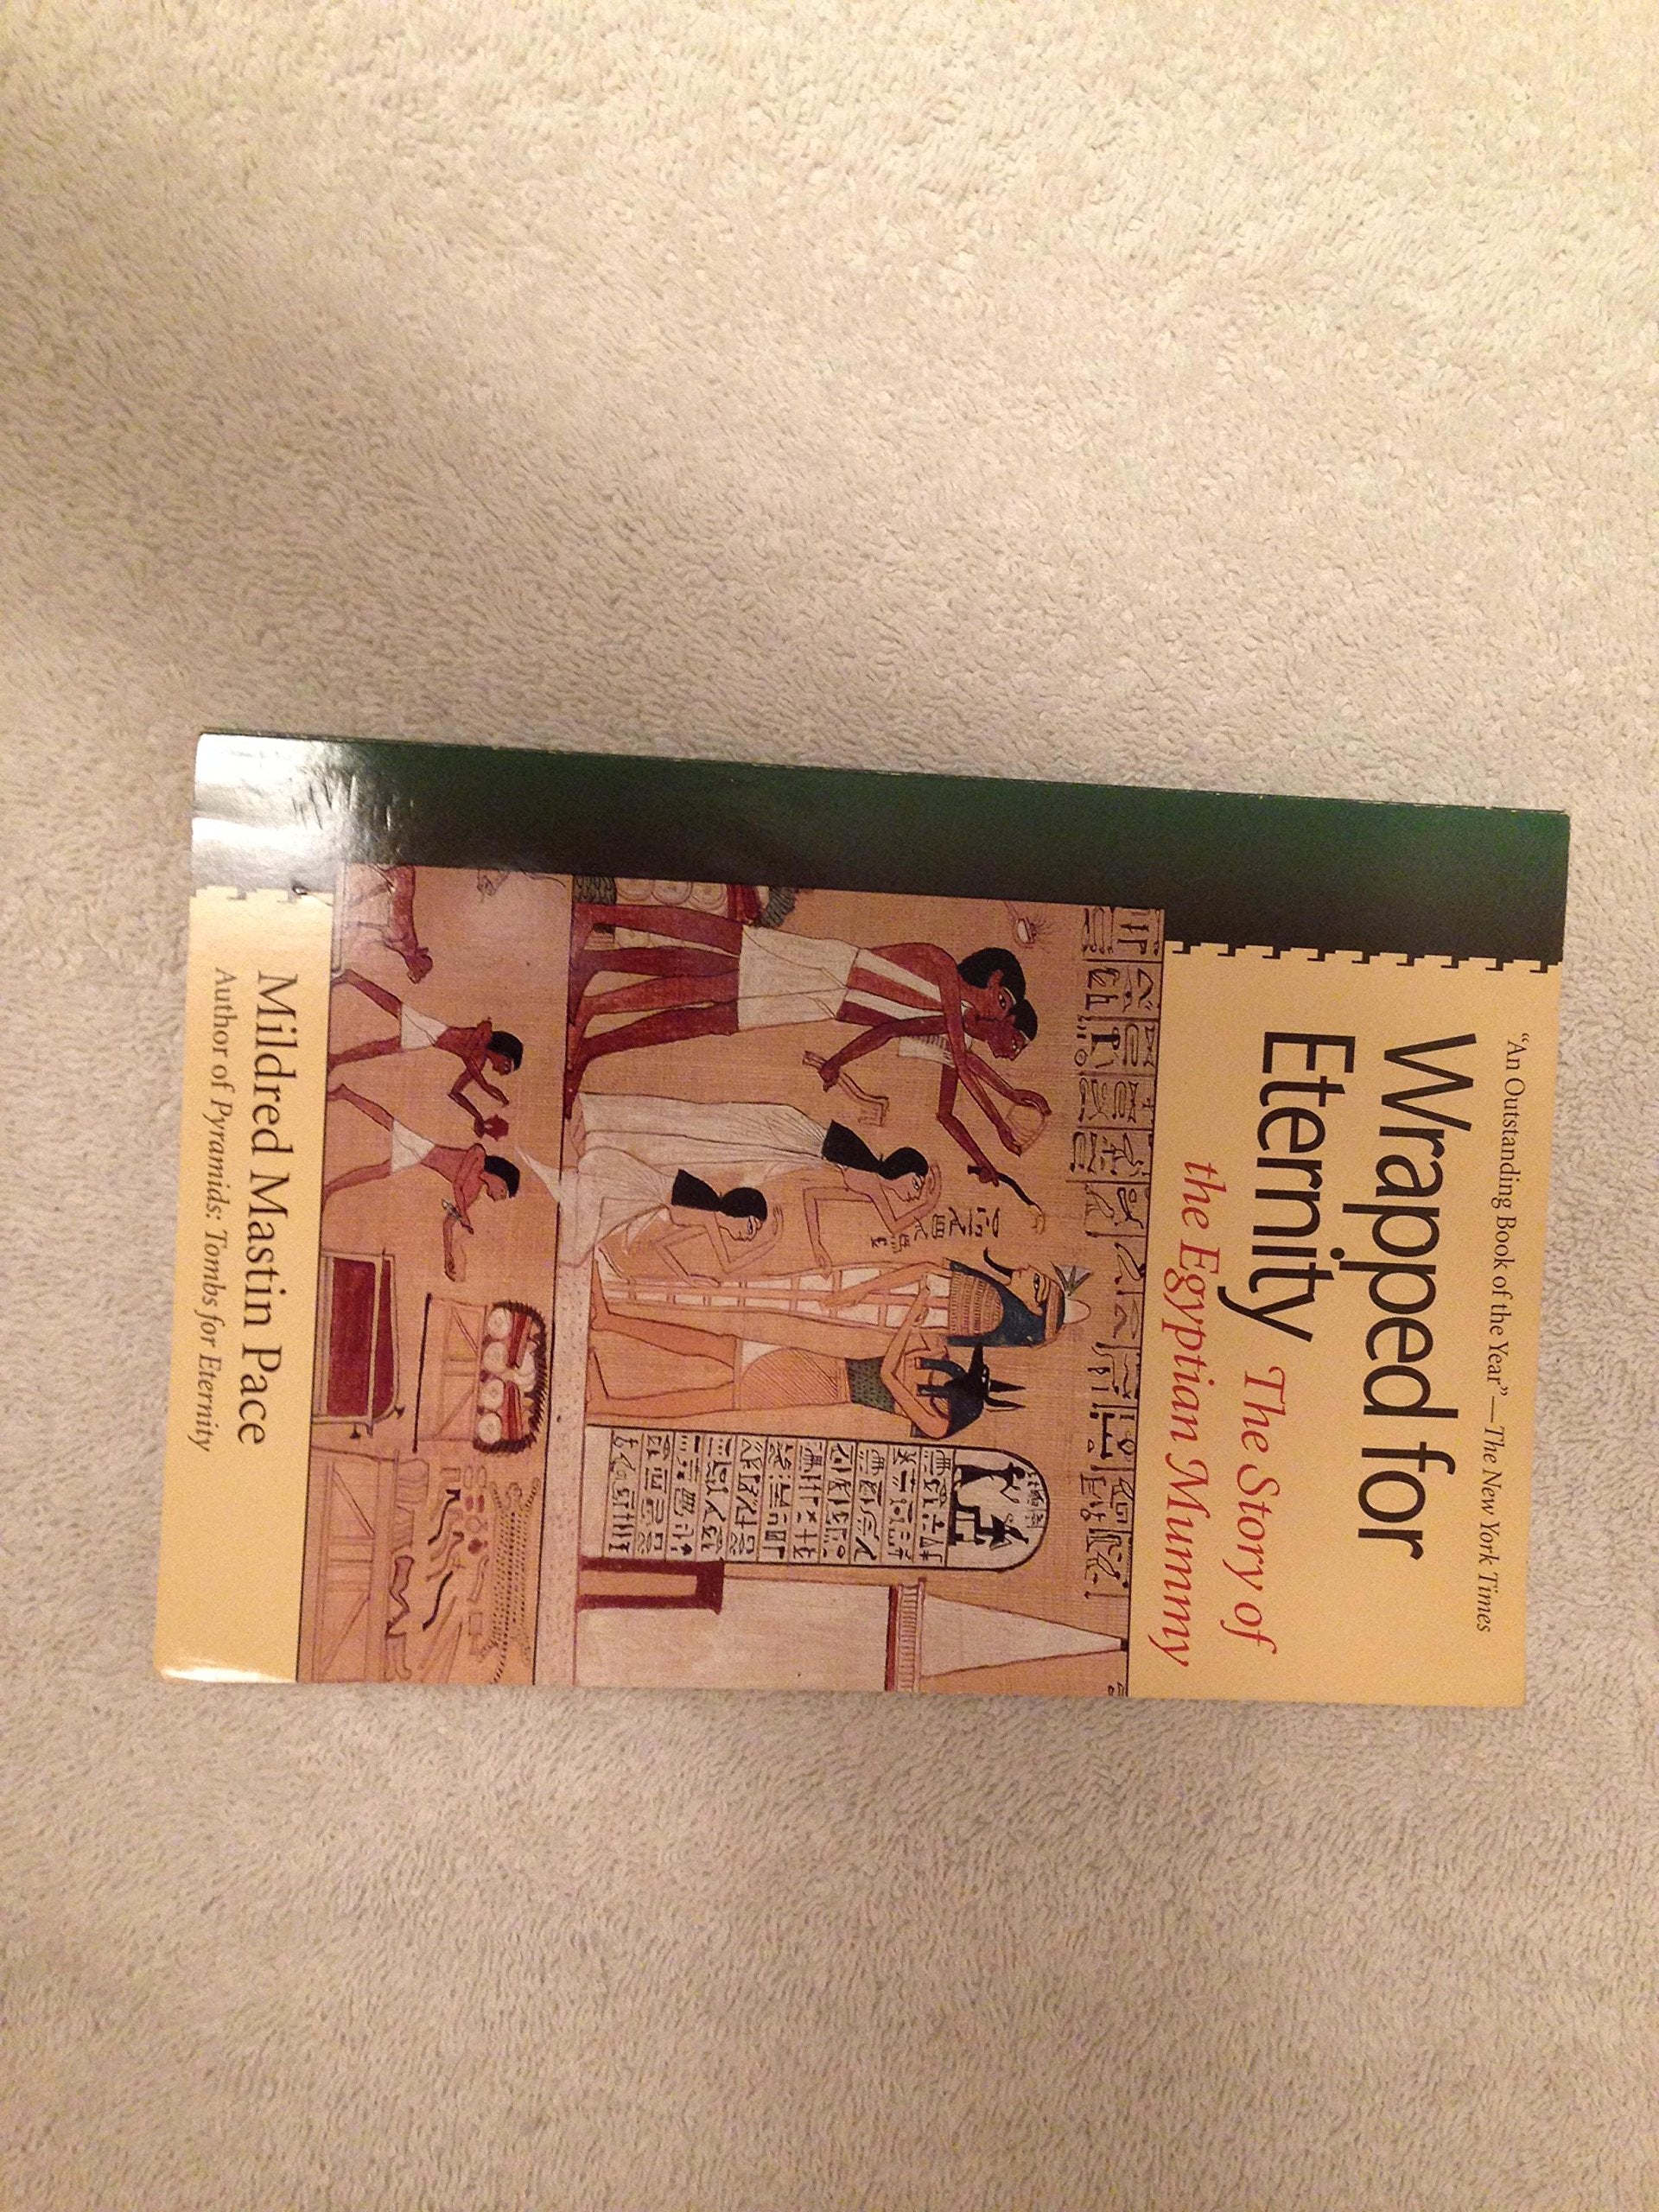 "An Outstanding Book of the Year"—The New York Times
Wrapped for
Eternity
The Story of
the Egyptian Mummy
Mildred Mastin Pace
Author of Pyramids: Tombs for Eternity